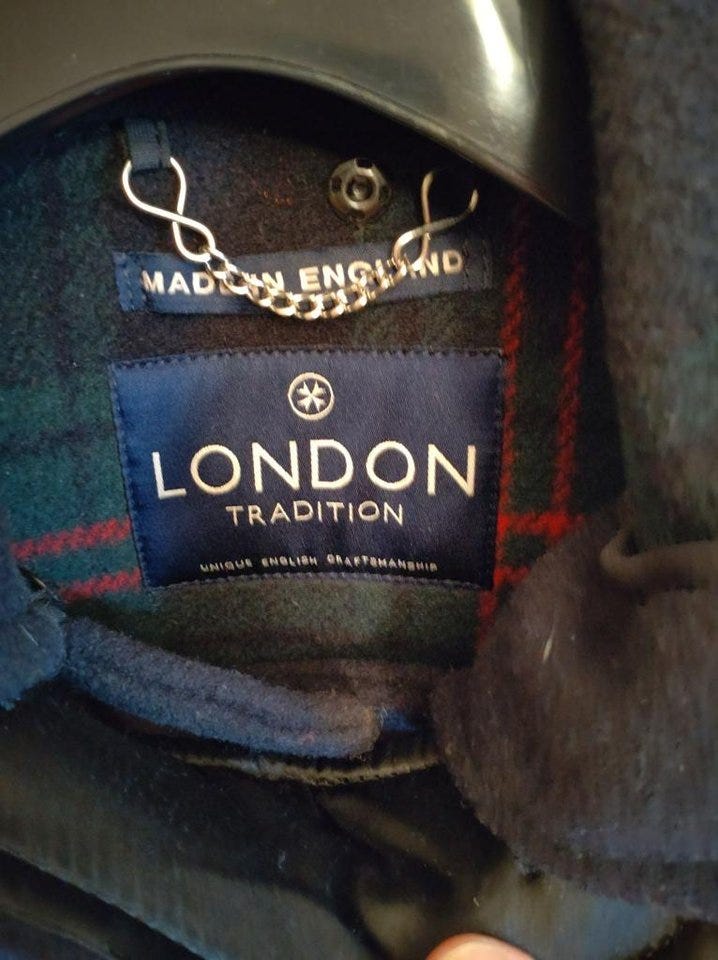 MADE IN ENGLAND
LONDON
TRADITION
UNIQUE ENGLISH CRAFTSMANSHIP